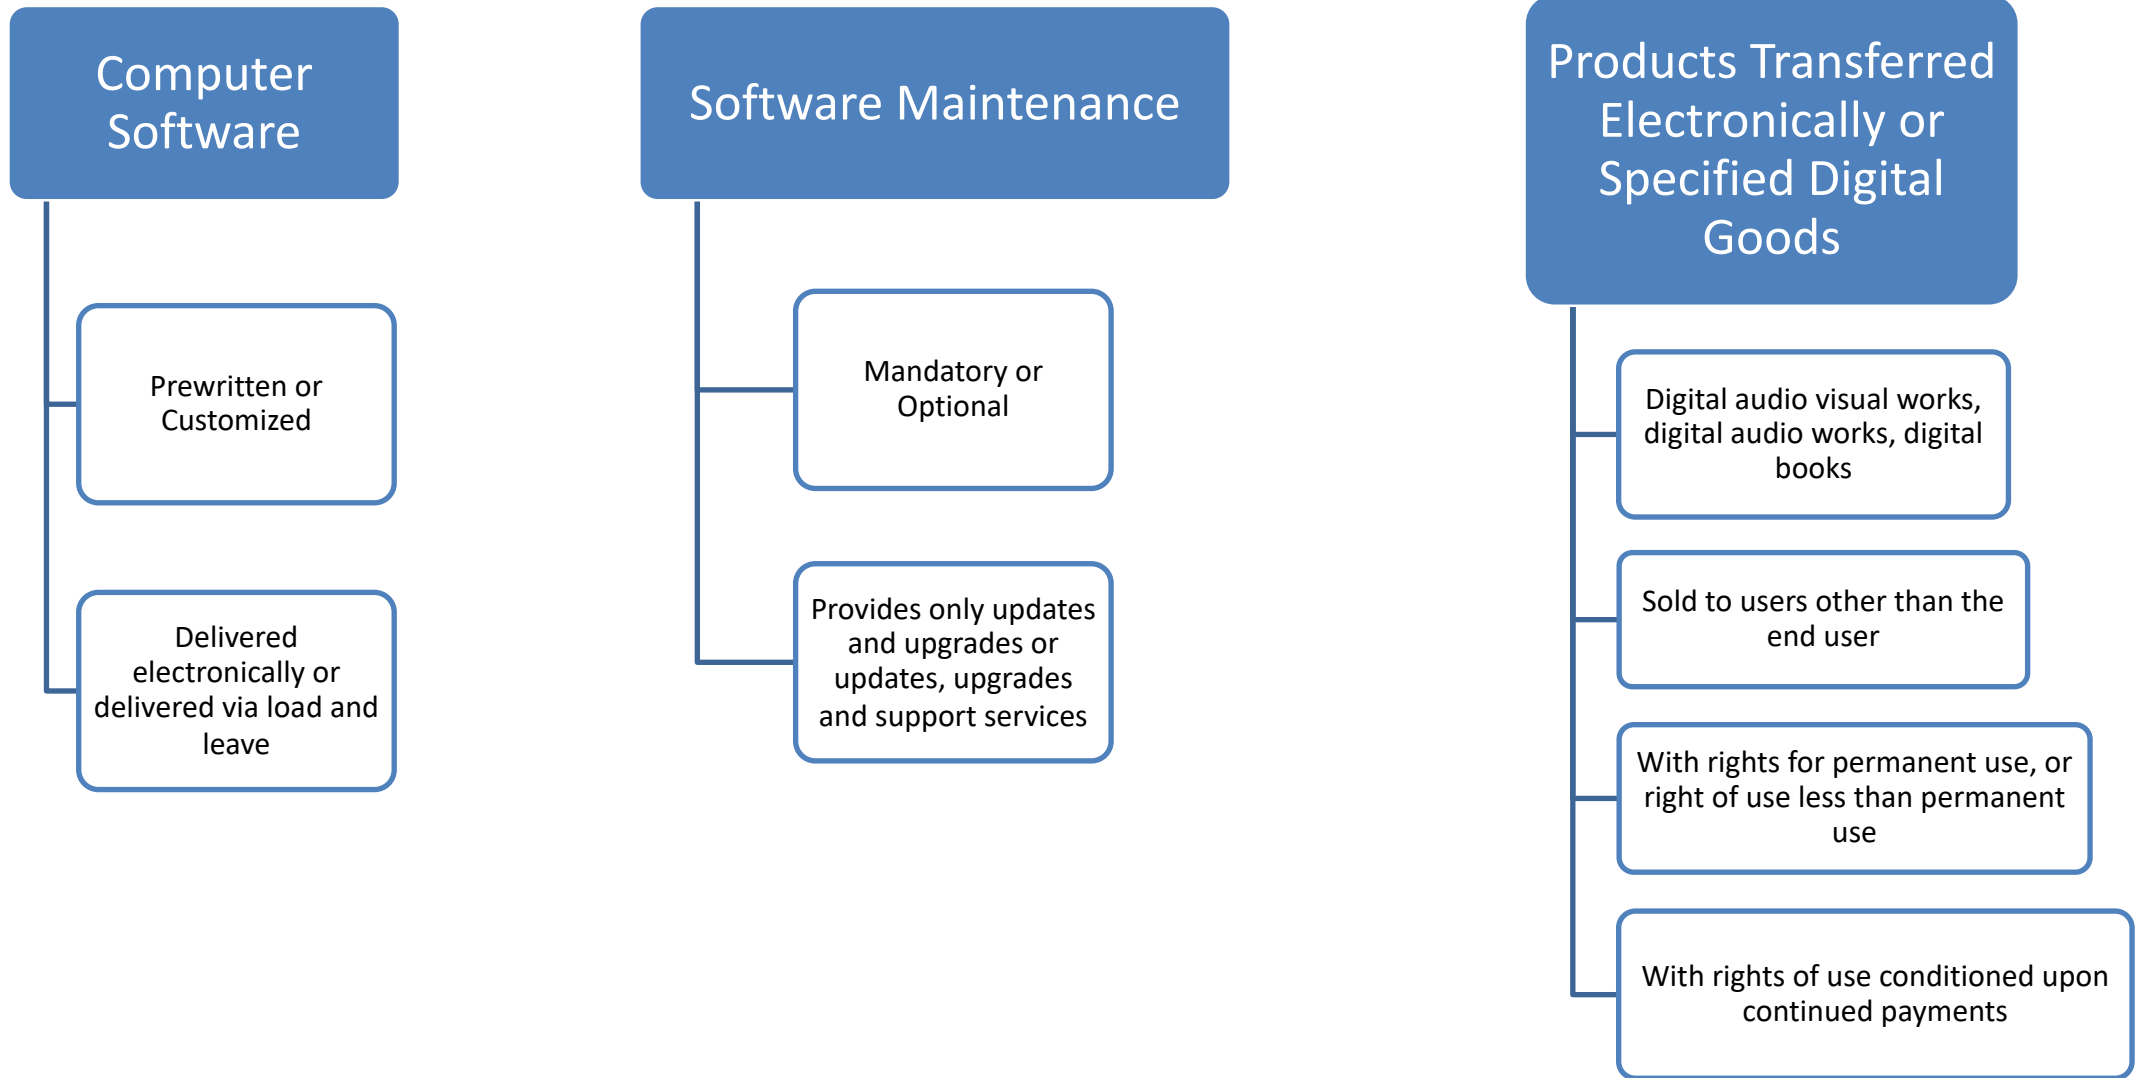 Computer
Software
Prewritten or
Customized
Delivered
electronically or
delivered via load and
leave
Software Maintenance
Mandatory or
Optional
Provides only updates
and upgrades or
updates, upgrades
and support services
Products Transferred
Electronically or
Specified Digital
Goods
Digital audio visual works,
digital audio works, digital
books
Sold to users other than the
end user
With rights for permanent use, or
right of use less than permanent
use
With rights of use conditioned upon
continued payments